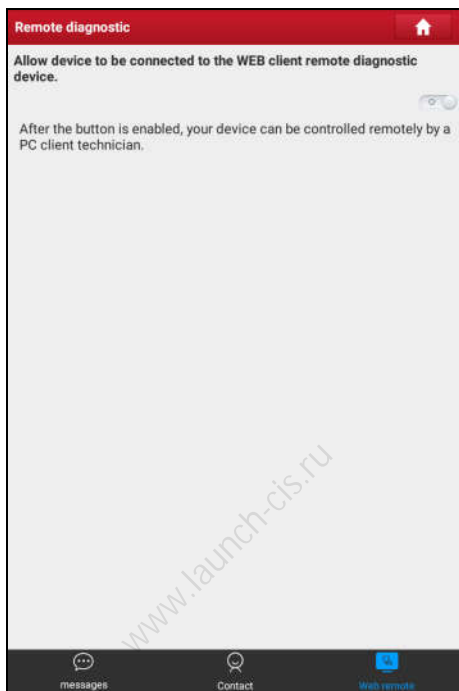 Remote diagnostic
Allow device to be connected to the WEB client remote diagnostic
device.
After the button is enabled, your device can be controlled remotely by a
PC client technician.
www.launch-cis.ru
messages
Contact
Web remote